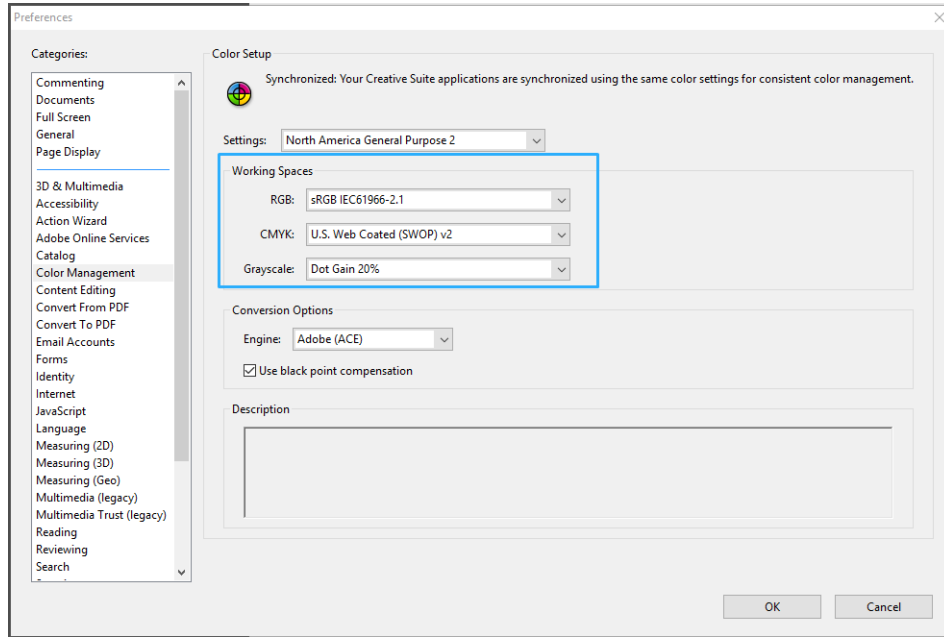 Preferences
Categories:
Commenting
Documents
Full Screen
General
Page Display
3D & Multimedia
Accessibility
Action Wizard
Adobe Online Services
Catalog
Color Management
Content Editing
Convert From PDF
Convert To PDF
Email Accounts
Forms
Identity
Internet
JavaScript
Language
Measuring (2D)
Measuring (3D)
Measuring (Geo)
Multimedia (legacy)
Multimedia Trust (legacy)
Reading
Reviewing
Search
Color Setup
Synchronized: Your Creative Suite applications are synchronized using the same color settings for consistent color management.
Settings: North America General Purpose 2
Working Spaces
RGB: sRGB IEC61966-2.1
CMYK: U.S. Web Coated (SWOP) v2
Grayscale: Dot Gain 20%
Conversion Options
Engine: Adobe (ACE)
Use black point compensation
Description
OK Cancel